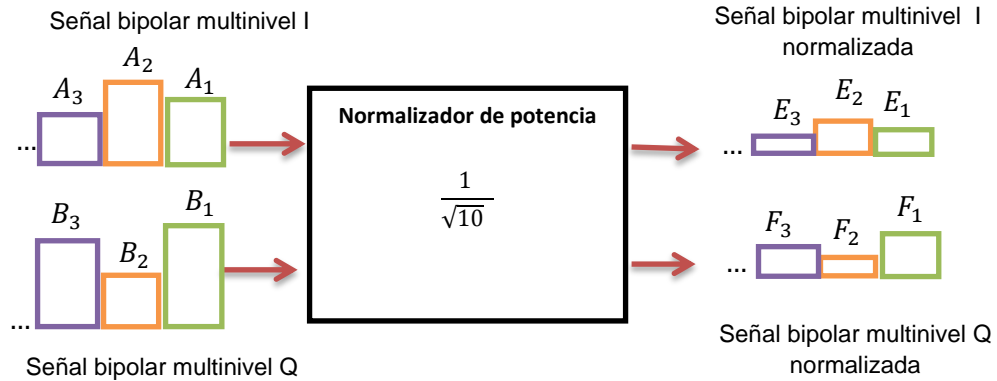 Señal bipolar multinivel I
A₃ A₂ A₁
...
B₃ B₂ B₁
...
Señal bipolar multinivel Q
Normalizador de potencia
1
√10
Señal bipolar multinivel I
normalizada
E₃ E₂ E₁
...
F₃ F₂ F₁
...
Señal bipolar multinivel Q
normalizada